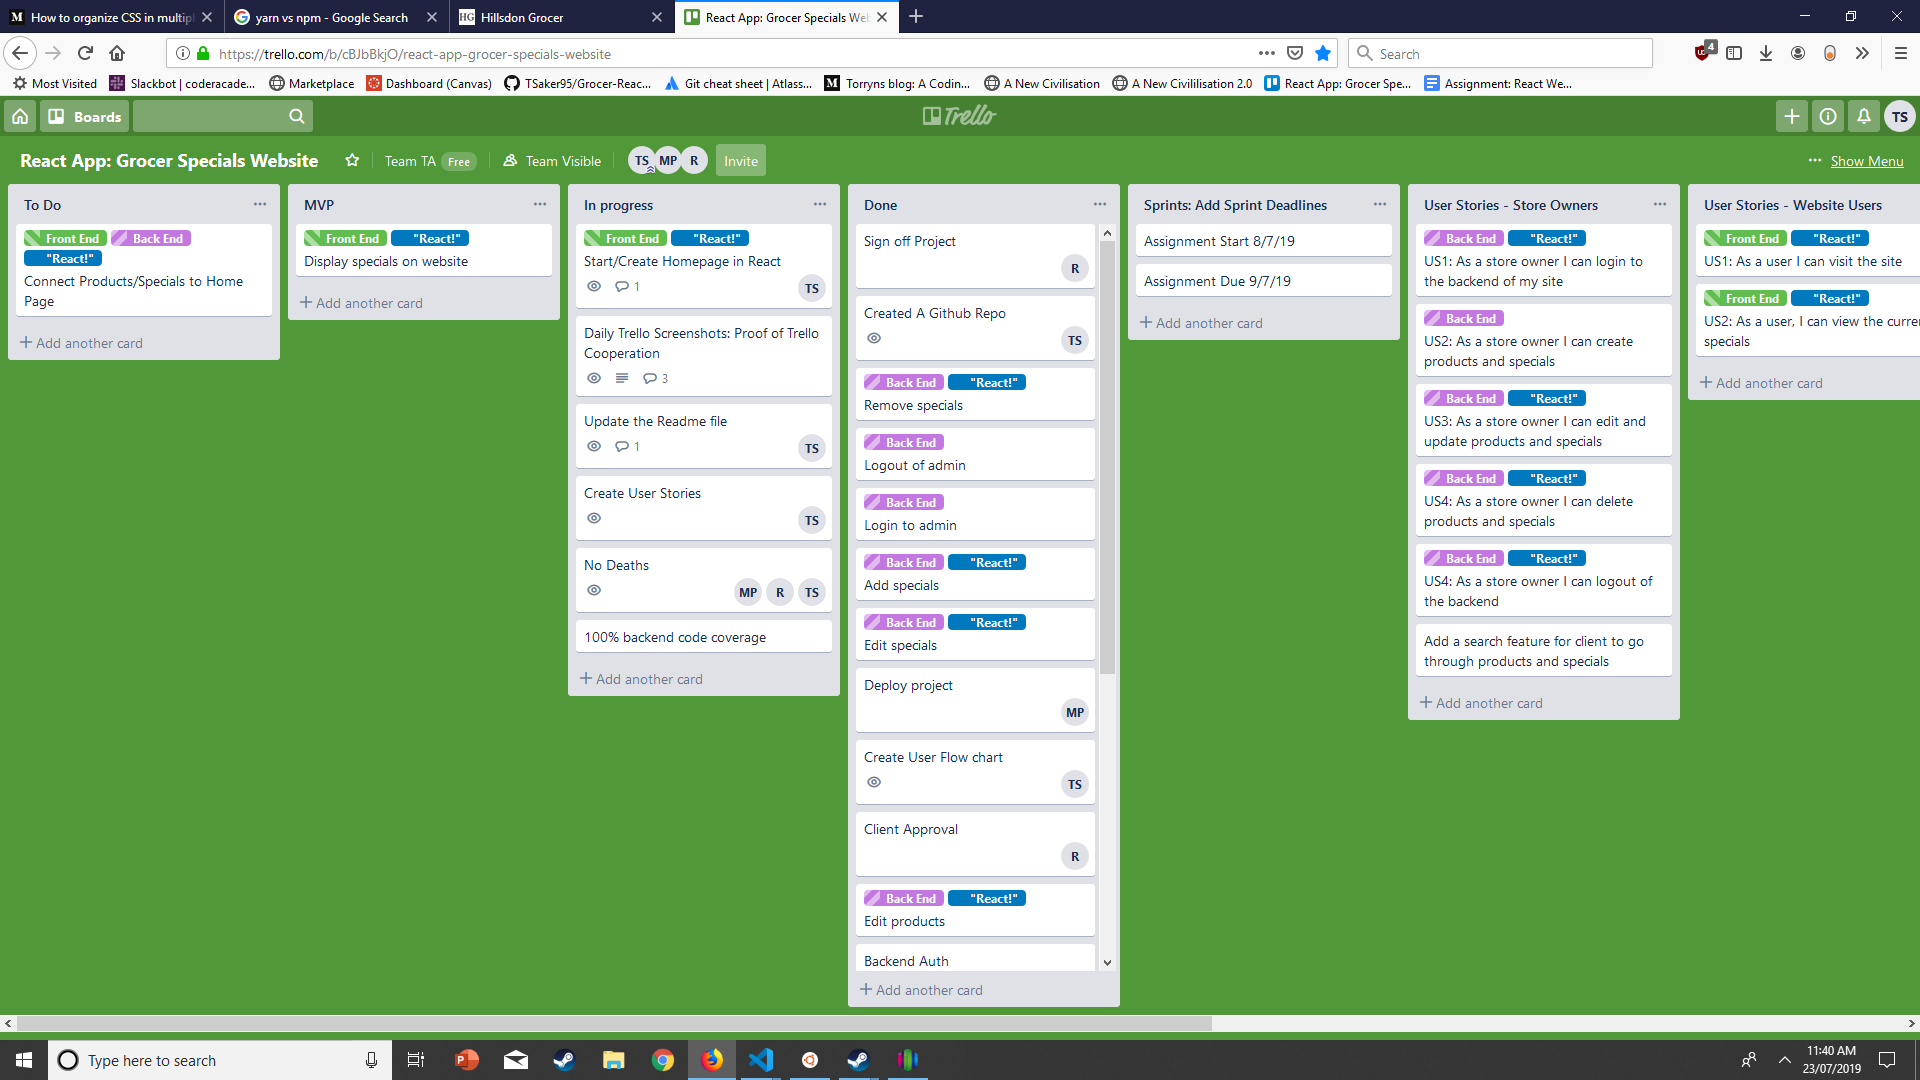 How to organize CSS in multipl
yarn vs npm - Google Search
HG Hillsdon Grocer
React App: Grocer Specials Web
https://trello.com/b/cBJbBkjO/react-app-grocer-specials-website
Search
4
Most Visited
Slackbot | coderacade...
Marketplace
Dashboard (Canvas)
TSaker95/Grocer-Reac...
Git cheat sheet | Atlass...
Torryns blog: A Codin...
A New Civilisation
A New Civililisation 2.0
React App: Grocer Spe...
Assignment: React We...
Boards
Trello
TS
React App: Grocer Specials Website
Team TA Free
Team Visible
TS MP R
Invite
... Show Menu
To Do
Front End Back End
"React!"
Connect Products/Specials to Home
Page
+ Add another card
MVP
Front End "React!"
Display specials on website
+ Add another card
In progress
Front End "React!"
Start/Create Homepage in React
1 TS
Daily Trello Screenshots: Proof of Trello
Cooperation
3
Update the Readme file
1 TS
Create User Stories
TS
No Deaths
MP R TS
100% backend code coverage
+ Add another card
Done
Sign off Project
R
Created A Github Repo
TS
Back End "React!"
Remove specials
Back End
Logout of admin
Back End
Login to admin
Back End "React!"
Add specials
Back End "React!"
Edit specials
Deploy project
MP
Create User Flow chart
TS
Client Approval
R
Back End "React!"
Edit products
Backend Auth
+ Add another card
Sprints: Add Sprint Deadlines
Assignment Start 8/7/19
Assignment Due 9/7/19
+ Add another card
User Stories - Store Owners
Back End "React!"
US1: As a store owner I can login to
the backend of my site
Back End
US2: As a store owner I can create
products and specials
Back End "React!"
US3: As a store owner I can edit and
update products and specials
Back End "React!"
US4: As a store owner I can delete
products and specials
Back End "React!"
US4: As a store owner I can logout of
the backend
Add a search feature for client to go
through products and specials
+ Add another card
User Stories - Website Users
Front End "React!"
US1: As a user I can visit the site
Front End "React!"
US2: As a user, I can view the curre
specials
+ Add another card
Type here to search
11:40 AM
23/07/2019